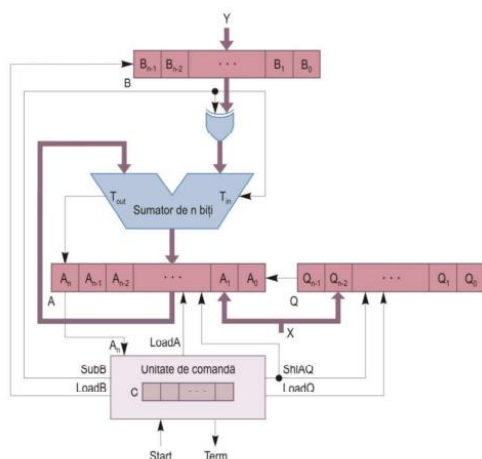 Y
Bn-1 Bn-2 · · · B1 B0
B
Tout Tin
Sumator de n biți
An An-1 An-2 · · · A1 A0 Qn-1 Qn-2 · · · Q1 Q0
A Q
X
An LoadA
SubB Unitate de comandă ShlAQ
LoadB C · · · LoadQ
Start Term